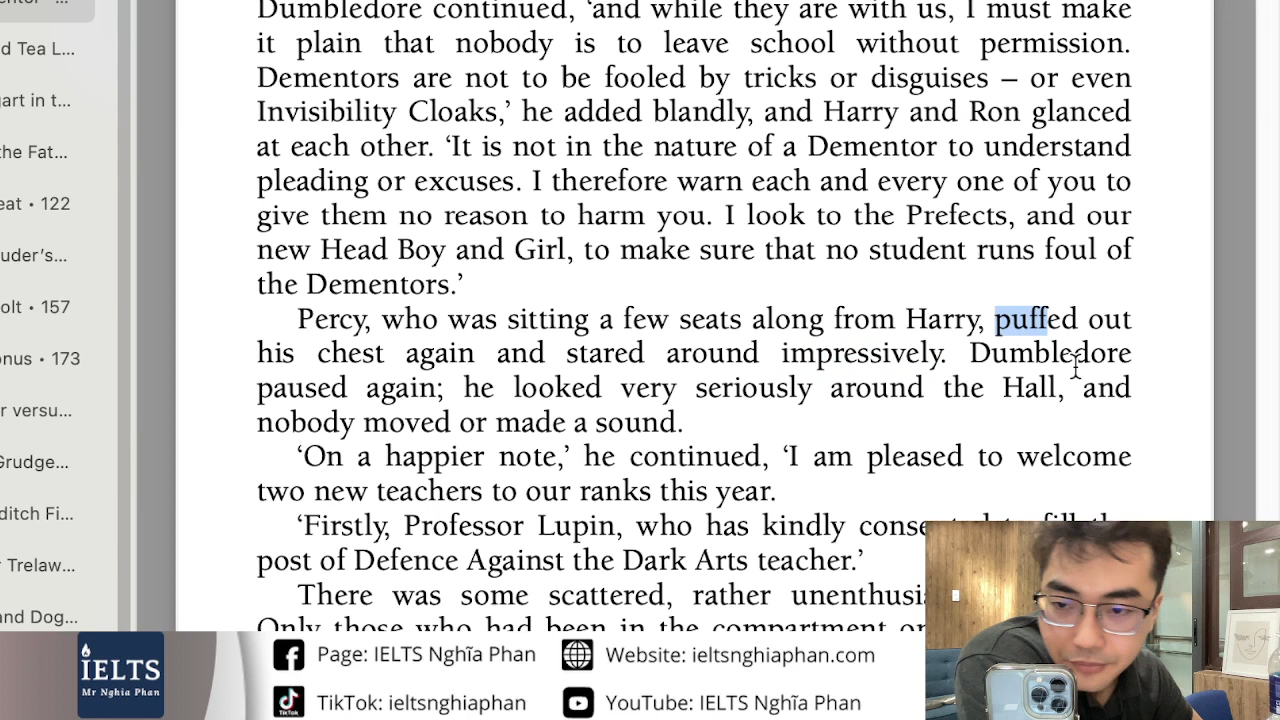 d Tea L...
gart in t...
the Fat...
eat • 122
uder’s...
olt • 157
onus • 173
r versu...
Grudge...
ditch Fi...
r Trelaw...
and Dog...
Dumbledore continued, ‘and while they are with us, I must make
it plain that nobody is to leave school without permission.
Dementors are not to be fooled by tricks or disguises – or even
Invisibility Cloaks,’ he added blandly, and Harry and Ron glanced
at each other. ‘It is not in the nature of a Dementor to understand
pleading or excuses. I therefore warn each and every one of you to
give them no reason to harm you. I look to the Prefects, and our
new Head Boy and Girl, to make sure that no student runs foul of
the Dementors.’
Percy, who was sitting a few seats along from Harry, puffed out
his chest again and stared around impressively. Dumbledore
paused again; he looked very seriously around the Hall, and
nobody moved or made a sound.
‘On a happier note,’ he continued, ‘I am pleased to welcome
two new teachers to our ranks this year.
‘Firstly, Professor Lupin, who has kindly
post of Defence Against the Dark Arts teacher.’
There was some scattered, rather
Only those who had been in the compartment
IELTS
Mr Nghia Phan
Page: IELTS Nghĩa Phan
Website: ieltsnghiaphan.com
TikTok: ieltsnghiaphan
YouTube: IELTS Nghĩa Phan